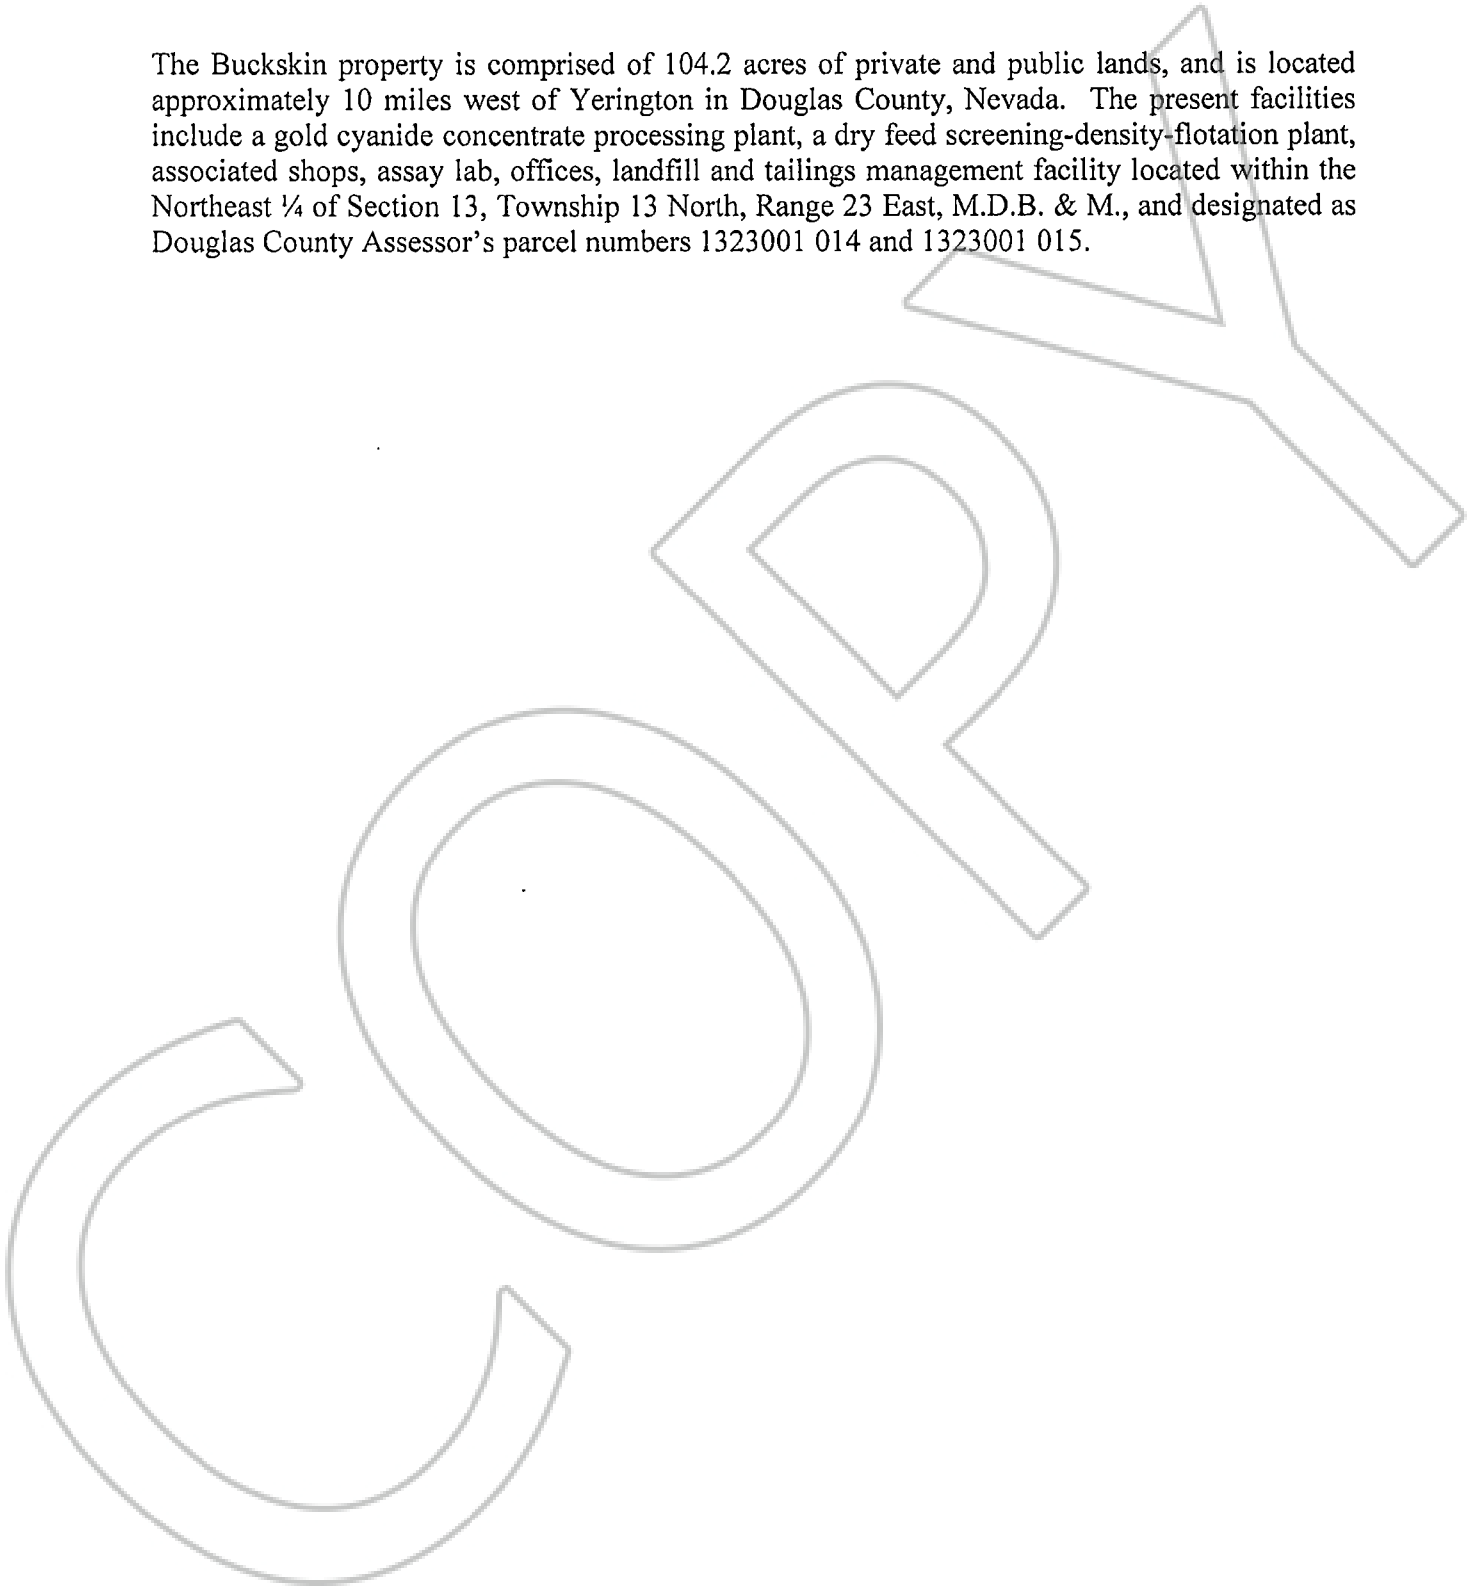 The Buckskin property is comprised of 104.2 acres of private and public lands, and is located
approximately 10 miles west of Yerington in Douglas County, Nevada. The present facilities
include a gold cyanide concentrate processing plant, a dry feed screening-density-flotation plant,
associated shops, assay lab, offices, landfill and tailings management facility located within the
Northeast ¼ of Section 13, Township 13 North, Range 23 East, M.D.B. & M., and designated as
Douglas County Assessor's parcel numbers 1323001 014 and 1323001 015.
COPY